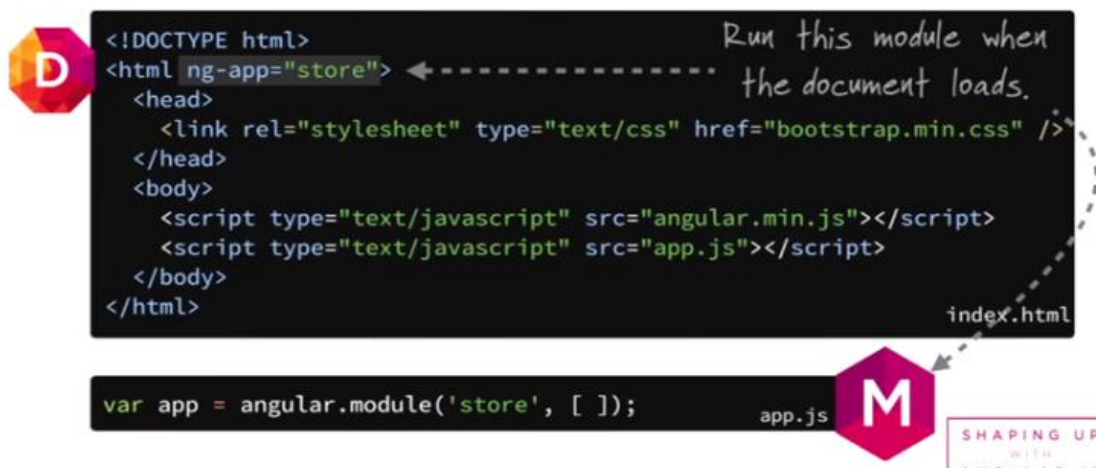 D
<!DOCTYPE html>
<html ng-app="store">
<head>
<link rel="stylesheet" type="text/css" href="bootstrap.min.css" />
</head>
<body>
<script type="text/javascript" src="angular.min.js"></script>
<script type="text/javascript" src="app.js"></script>
</body>
</html>
Run this module when
the document loads.
index.html
var app = angular.module('store', [ ]);
app.js
M
SHAPING UP
WITH